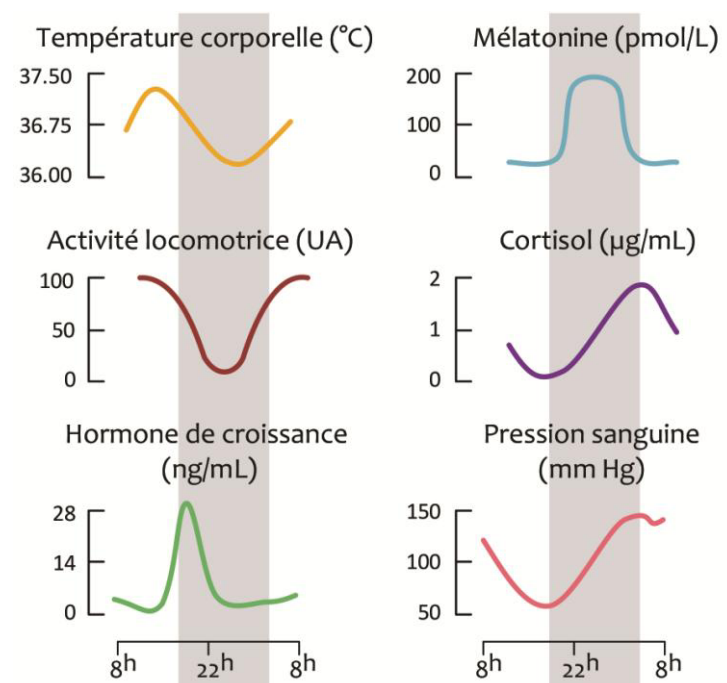 Température corporelle (°C)
37.50
36.75
36.00
Mélatonine (pmol/L)
200
100
0
Activité locomotrice (UA)
100
50
0
Cortisol (µg/mL)
2
1
0
Hormone de croissance
(ng/mL)
28
14
0
Pression sanguine
(mm Hg)
150
100
50
8h 22h 8h
8h 22h 8h